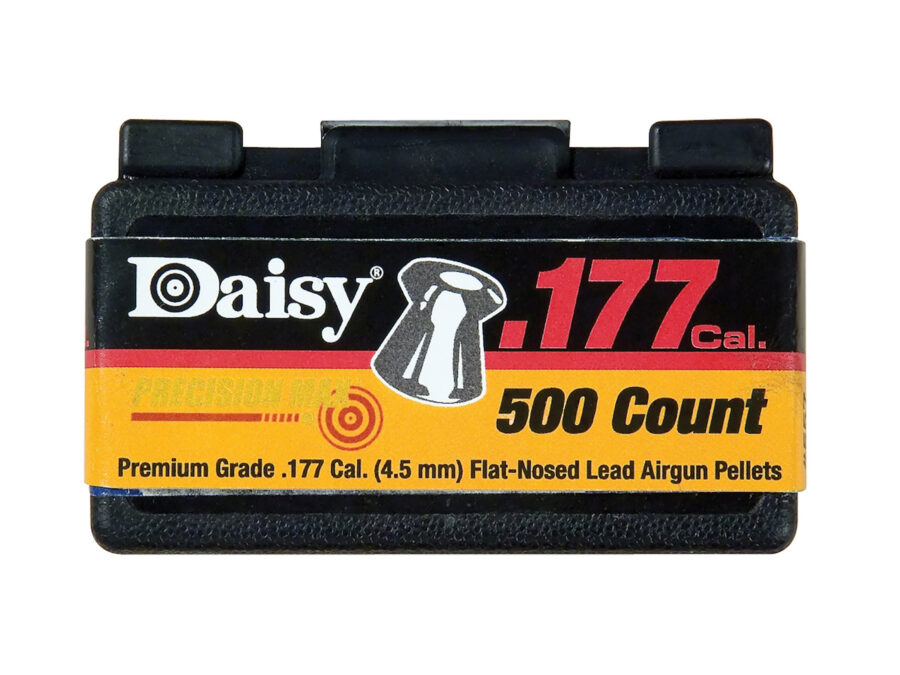 Daisy®
.177 Cal.
PRECISION MAX
500 Count
Premium Grade .177 Cal. (4.5 mm) Flat-Nosed Lead Airgun Pellets